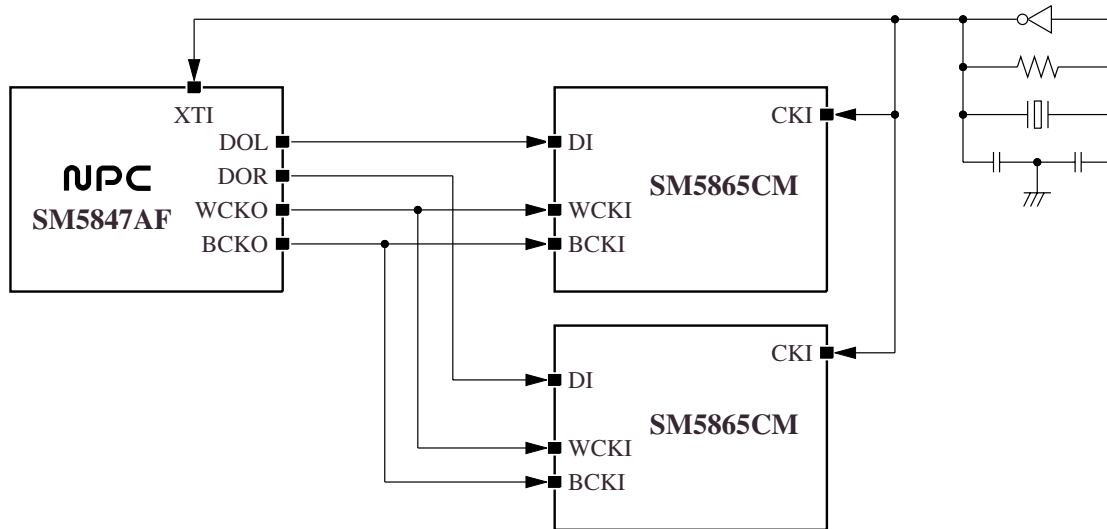 XTI
DOL
DOR
WCKO
BCKO
NPC
SM5847AF
CKI
DI
SM5865CM
WCKI
BCKI
CKI
DI
SM5865CM
WCKI
BCKI